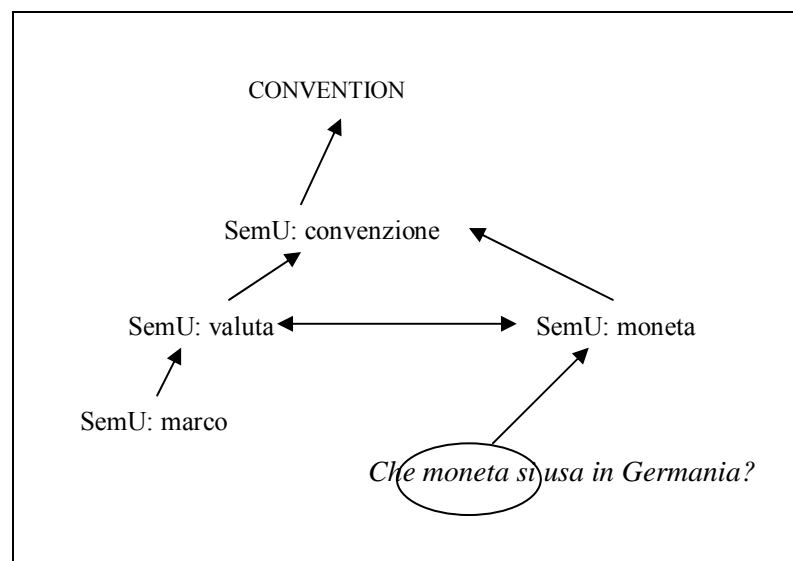 CONVENTION
SemU: convenzione
SemU: valuta
SemU: moneta
SemU: marco
Che moneta si usa in Germania?